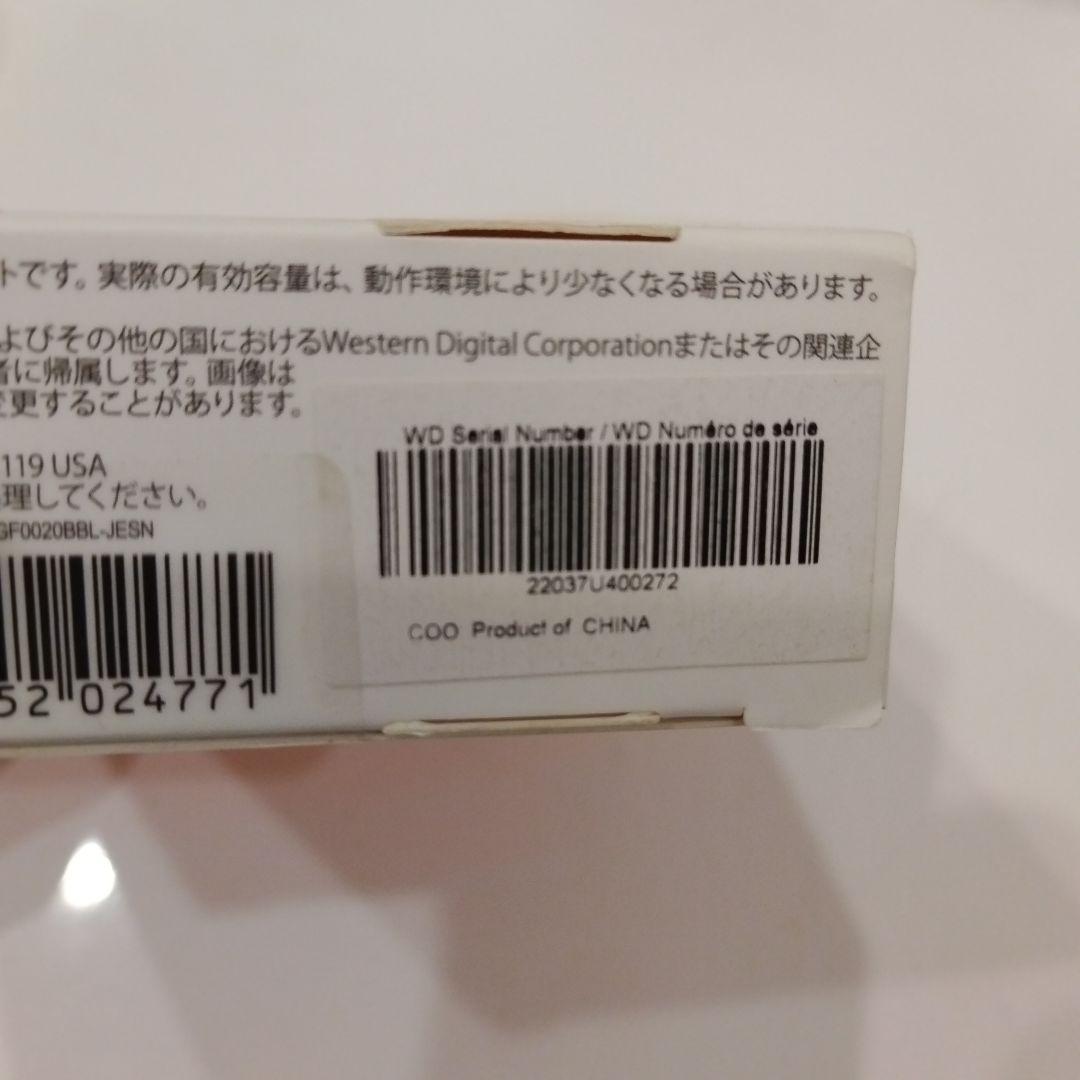 トです。実際の有効容量は、動作環境により少なくなる場合があります。
よびその他の国におけるWestern Digital Corporationまたはその関連企
者に帰属します。画像は
変更することがあります。
119 USA
理してください。
GF0020BBL-JESN
52 024771
WD Serial Number / WD Numéro de série
22037U400272
COO Product of CHINA